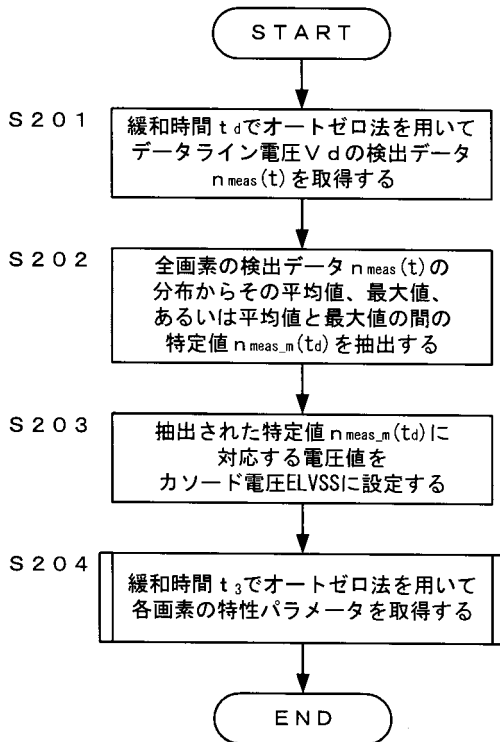 START
S201
緩和時間tdでオートゼロ法を用いて
データライン電圧Vdの検出データ
nmeas(t)を取得する
S202
全画素の検出データnmeas(t)の
分布からその平均値、最大値、
あるいは平均値と最大値の間の
特定値nmeas_m(td)を抽出する
S203
抽出された特定値nmeas_m(td)に
対応する電圧値を
カソード電圧ELVSSに設定する
S204
緩和時間t3でオートゼロ法を用いて
各画素の特性パラメータを取得する
END